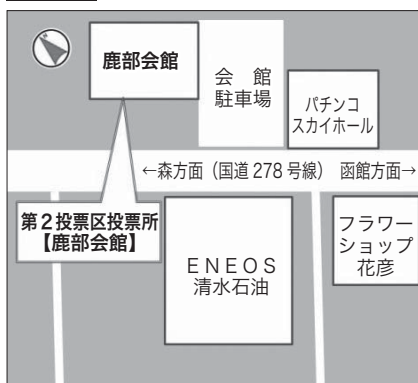 鹿部会館
会　館
駐車場
パチンコ
スカイホール
←森方面（国道278号線）　函館方面→
第２投票区投票所
【鹿部会館】
ＥＮＥＯＳ
清水石油
フラワー
ショップ
花彦